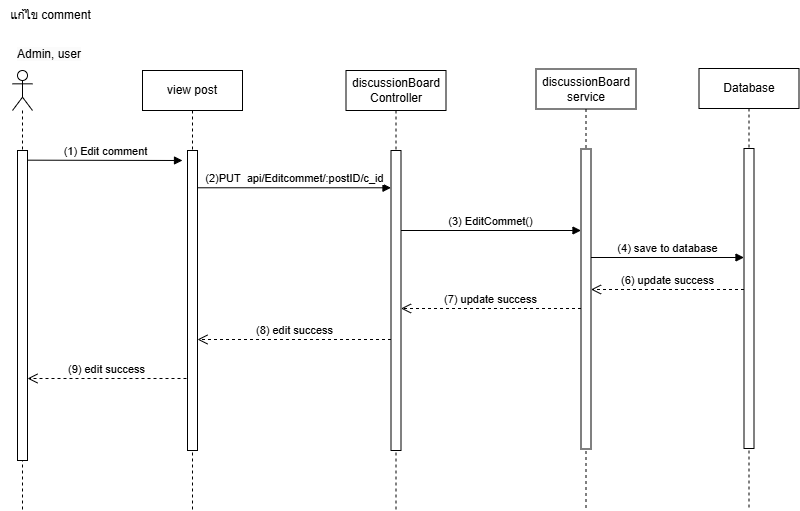 แก้ไข comment
Admin, user
view post
discussionBoard
Controller
discussionBoard
service
Database
(1) Edit comment
(2)PUT api/Editcommet/:postID/c_id
(3) EditCommet()
(4) save to database
(6) update success
(7) update success
(8) edit success
(9) edit success